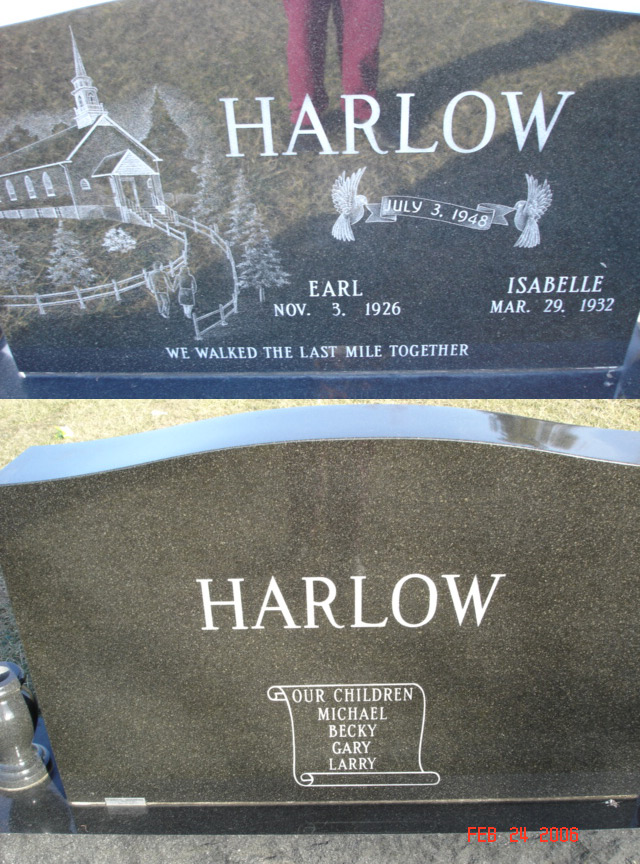 HARLOW
JULY 3, 1948
EARL
NOV. 3. 1926
ISABELLE
MAR. 29. 1932
WE WALKED THE LAST MILE TOGETHER
HARLOW
OUR CHILDREN
MICHAEL
BECKY
GARY
LARRY
FEB 24 2006